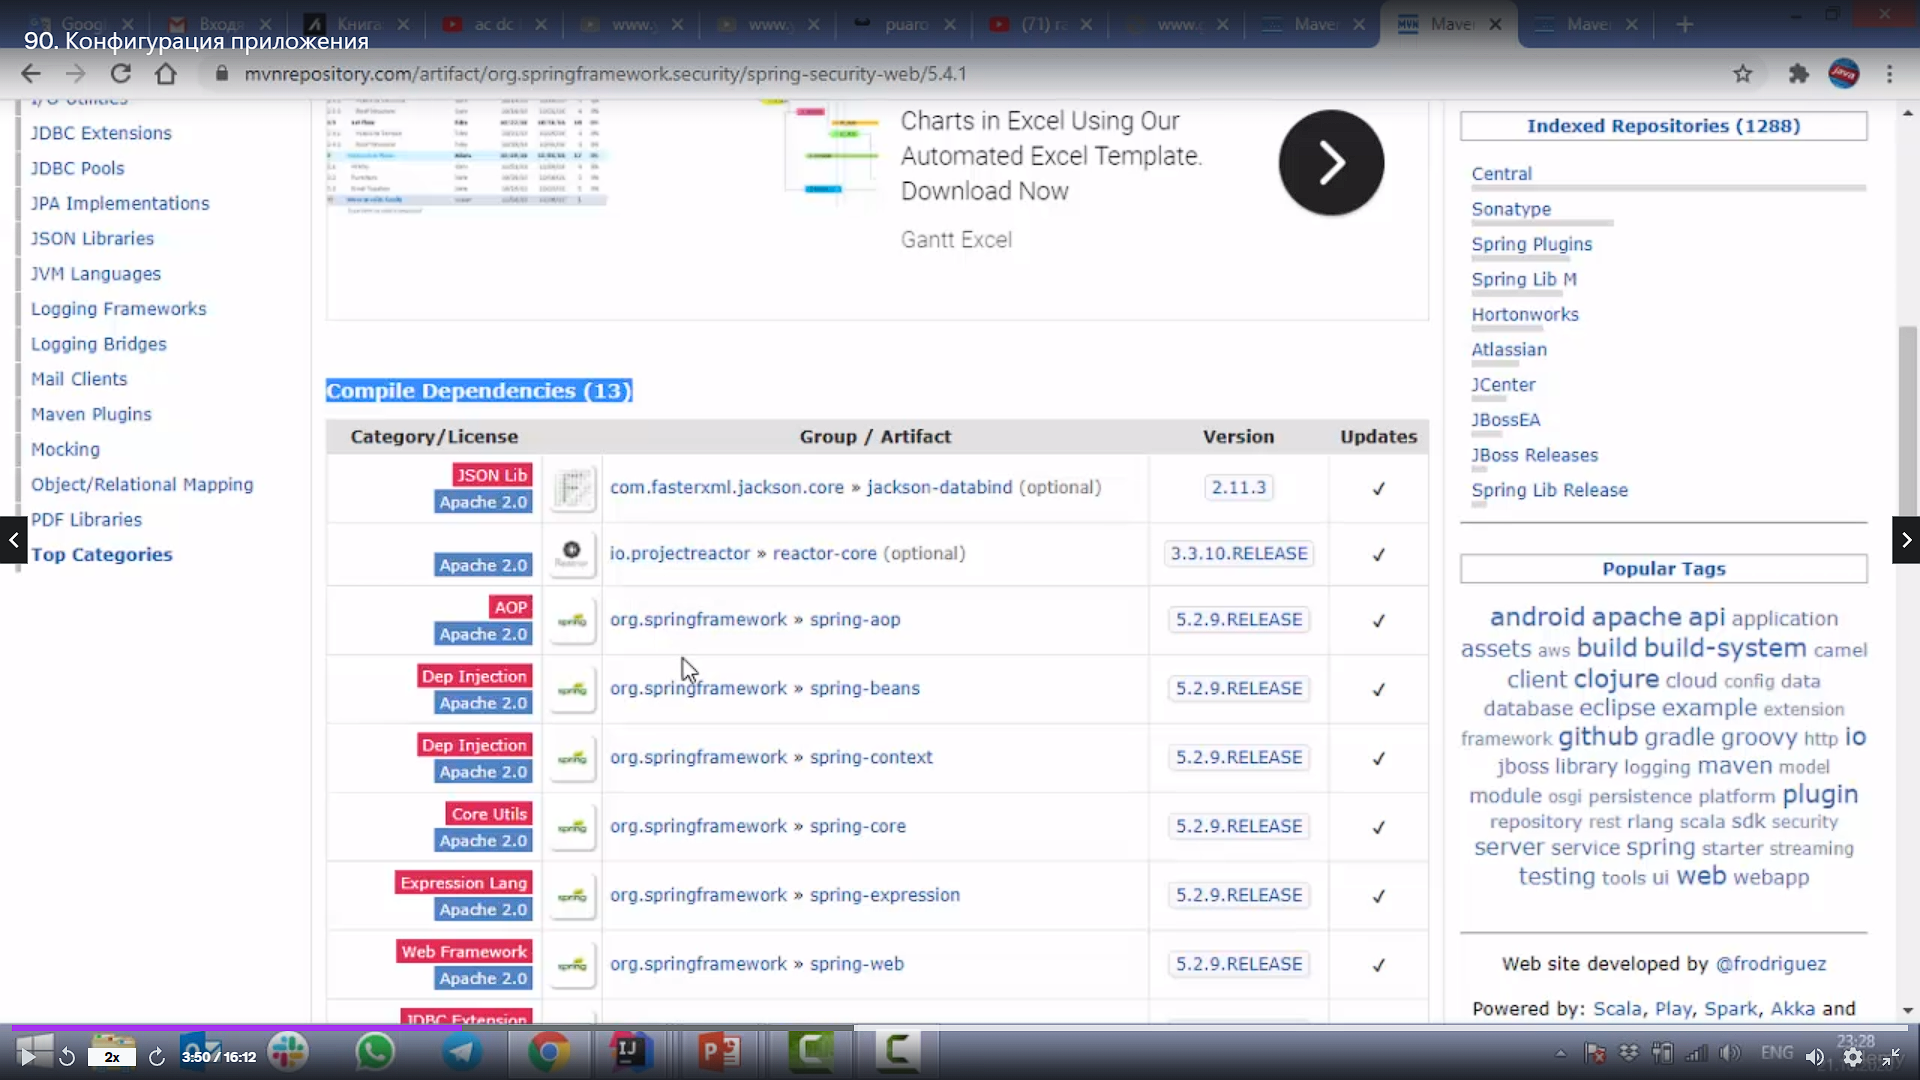 Googl
Входя
Книга
ac dc
www.
www.
puaro
(71) ra
www.c
Mave
Mave
Mave
90. Конфигурация приложения
mvnrepository.com/artifact/org.springframework.security/spring-security-web/5.4.1
I/O Utilities
JDBC Extensions
JDBC Pools
JPA Implementations
JSON Libraries
JVM Languages
Logging Frameworks
Logging Bridges
Mail Clients
Maven Plugins
Mocking
Object/Relational Mapping
PDF Libraries
Top Categories
Charts in Excel Using Our
Automated Excel Template.
Download Now
Gantt Excel
Compile Dependencies (13)
Category/License Group / Artifact Version Updates
JSON Lib
Apache 2.0
com.fasterxml.jackson.core » jackson-databind (optional) 2.11.3 ✓
Apache 2.0
Reactor
io.projectreactor » reactor-core (optional) 3.3.10.RELEASE ✓
AOP
Apache 2.0
spring
org.springframework » spring-aop 5.2.9.RELEASE ✓
Dep Injection
Apache 2.0
spring
org.springframework » spring-beans 5.2.9.RELEASE ✓
Dep Injection
Apache 2.0
spring
org.springframework » spring-context 5.2.9.RELEASE ✓
Core Utils
Apache 2.0
spring
org.springframework » spring-core 5.2.9.RELEASE ✓
Expression Lang
Apache 2.0
spring
org.springframework » spring-expression 5.2.9.RELEASE ✓
Web Framework
Apache 2.0
spring
org.springframework » spring-web 5.2.9.RELEASE ✓
JDBC Extension
Indexed Repositories (1288)
Central
Sonatype
Spring Plugins
Spring Lib M
Hortonworks
Atlassian
JCenter
JBossEA
JBoss Releases
Spring Lib Release
Popular Tags
android apache api application
assets aws build build-system camel
client clojure cloud config data
database eclipse example extension
framework github gradle groovy http io
jboss library logging maven model
module osgi persistence platform plugin
repository rest rlang scala sdk security
server service spring starter streaming
testing tools ui web webapp
Web site developed by @frodriguez
Powered by: Scala, Play, Spark, Akka and
2x
3:50 / 16:12
IJ
ENG
23:28